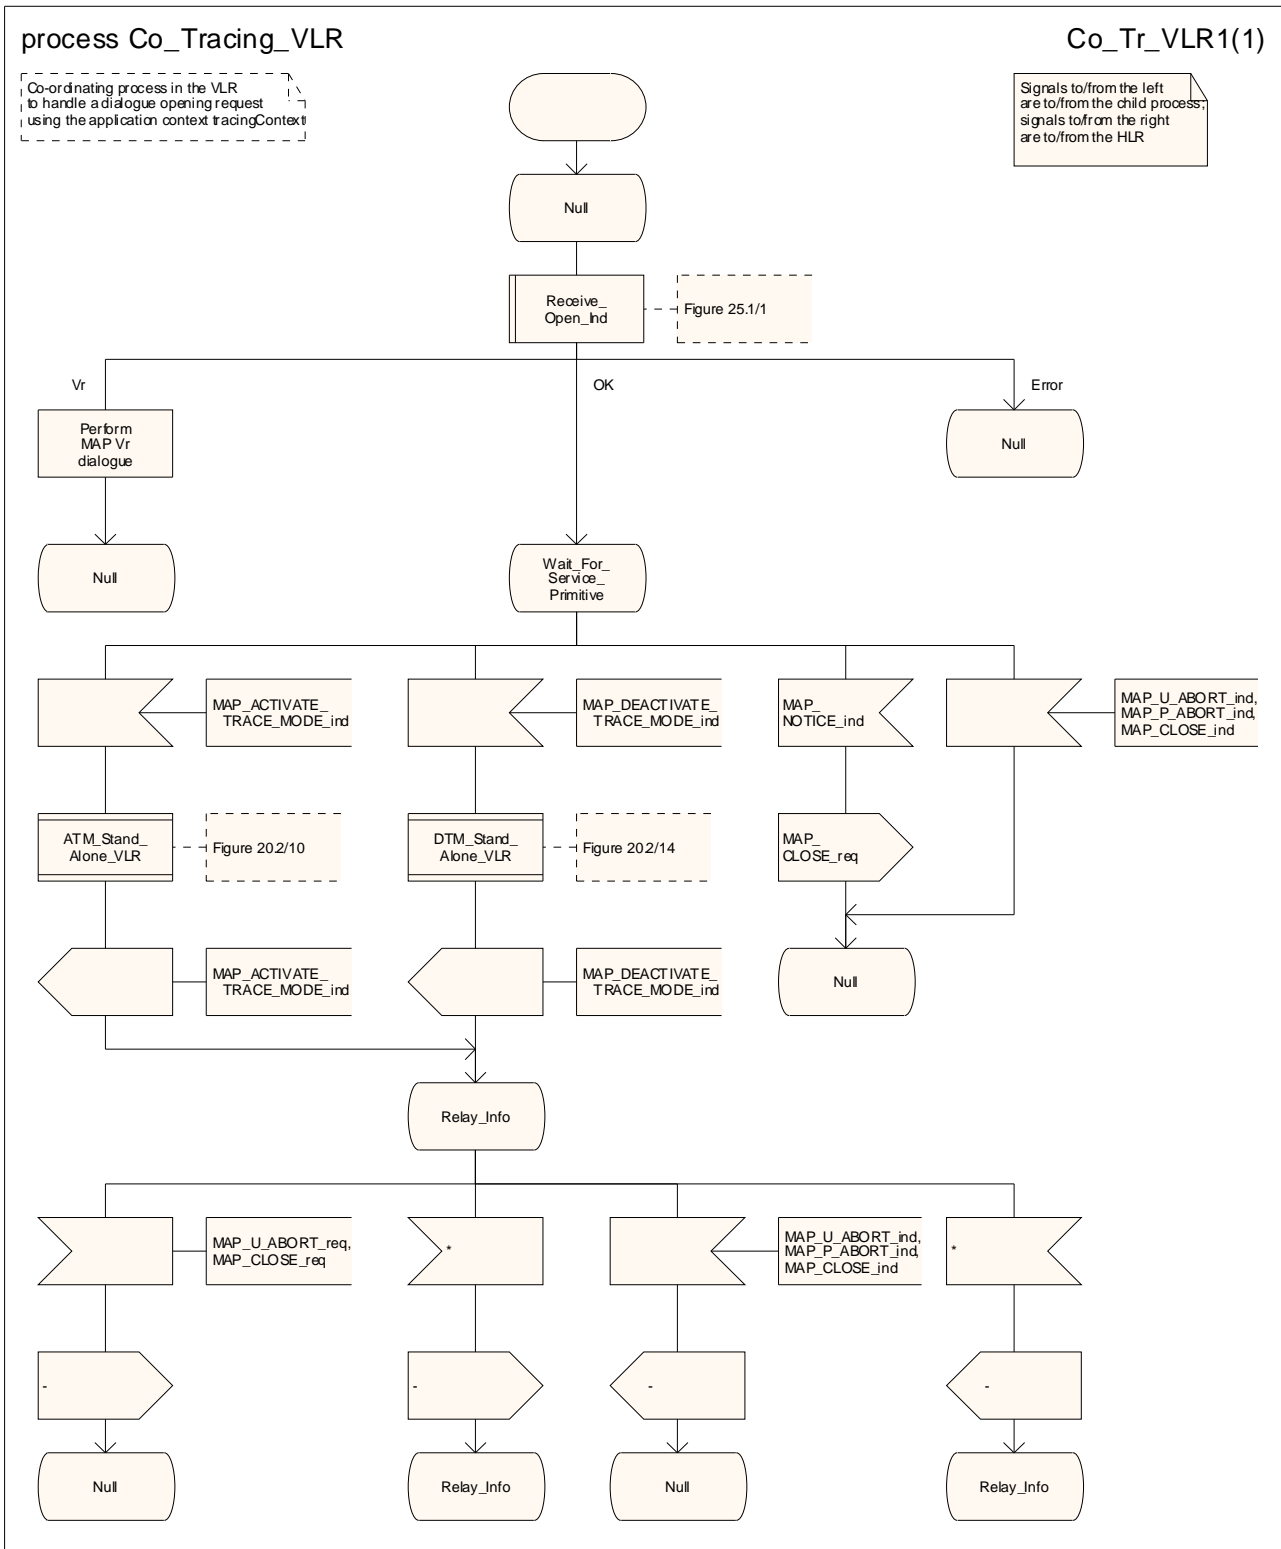 process Co_Tracing_VLR
Co_Tr_VLR1(1)
Co-ordinating process in the VLR
to handle a dialogue opening request
using the application context tracingContext
Signals to/from the left
are to/from the child process;
signals to/from the right
are to/from the HLR
Null
Receive_
Open_Ind
Figure 25.1/1
Vr
OK
Error
Perform
MAP Vr
dialogue
Null
Null
Wait_For_
Service_
Primitive
MAP_ACTIVATE_
TRACE_MODE_ind
MAP_DEACTIVATE_
TRACE_MODE_ind
MAP_
NOTICE_ind
MAP_U_ABORT_ind,
MAP_P_ABORT_ind,
MAP_CLOSE_ind
ATM_Stand_
Alone_VLR
Figure 20.2/10
DTM_Stand_
Alone_VLR
Figure 20.2/14
MAP_
CLOSE_req
MAP_ACTIVATE_
TRACE_MODE_ind
MAP_DEACTIVATE_
TRACE_MODE_ind
Null
Relay_Info
MAP_U_ABORT_req,
MAP_CLOSE_req
*
MAP_U_ABORT_ind,
MAP_P_ABORT_ind,
MAP_CLOSE_ind
*
-
-
-
-
Null
Relay_Info
Null
Relay_Info